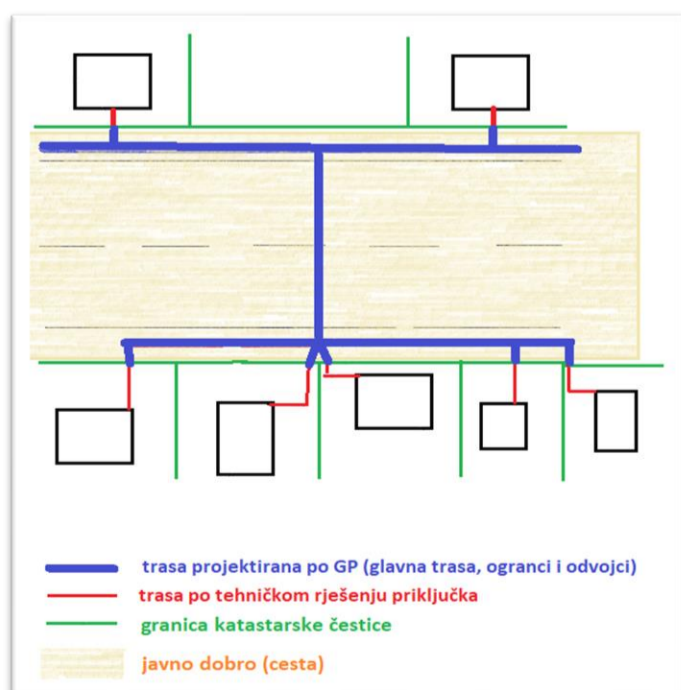 trasa projektirana po GP (glavna trasa, ogranci i odvojci)
trasa po tehničkom rješenju priključka
granica katastarske čestice
javno dobro (cesta)